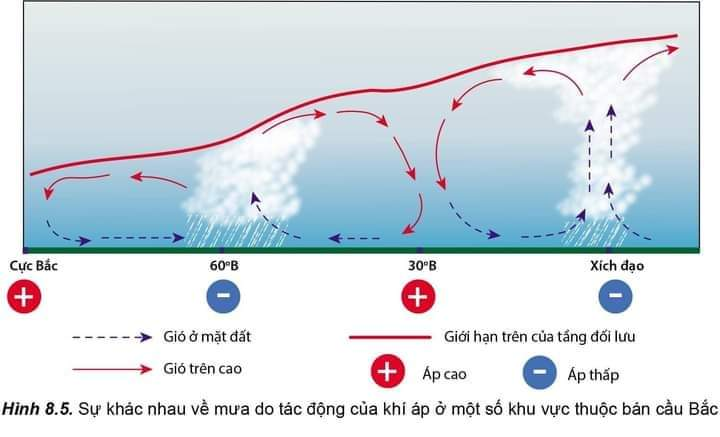 Cực Bắc 60ºB 30ºB Xích đạo
+ - + -
Gió ở mặt đất Giới hạn trên của tầng đối lưu
Gió trên cao + Áp cao - Áp thấp
Hình 8.5. Sự khác nhau về mưa do tác động của khí áp ở một số khu vực thuộc bán cầu Bắc